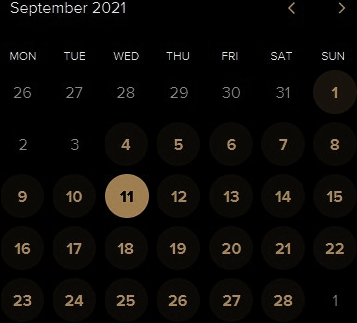 September 2021
MON TUE WED THU FRI SAT SUN
26 27 28 29 30 31 1
2 3 4 5 6 7 8
9 10 11 12 13 14 15
16 17 18 19 20 21 22
23 24 25 26 27 28 1